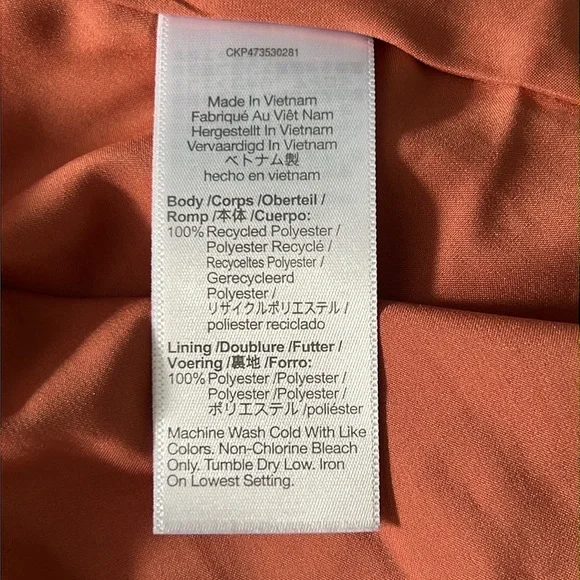 CKP473530281
Made In Vietnam
Fabriqué Au Viêt Nam
Hergestellt In Vietnam
Vervaardigd In Vietnam
ベトナム製
hecho en vietnam
Body /Corps /Oberteil /
Romp /本体 /Cuerpo:
100% Recycled Polyester /
Polyester Recyclé /
Recyceltes Polyester /
Gerecycleerd
Polyester /
リサイクルポリエステル /
poliester reciclado
Lining /Doublure /Futter /
Voering /裏地 /Forro:
100% Polyester /Polyester /
Polyester /Polyester /
ポリエステル /poliéster
Machine Wash Cold With Like
Colors. Non-Chlorine Bleach
Only. Tumble Dry Low. Iron
On Lowest Setting.